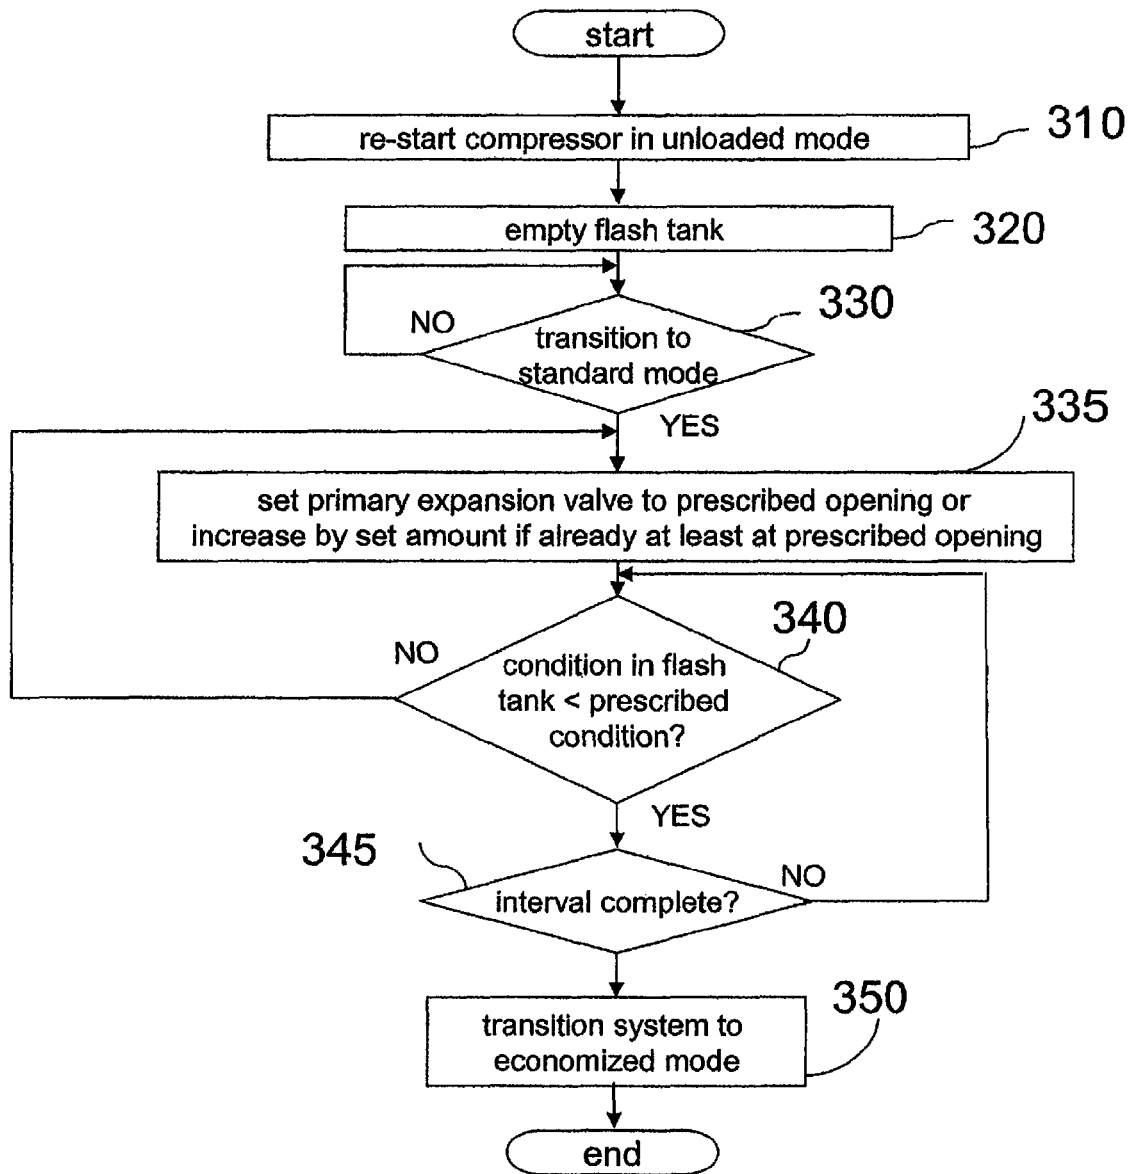 start
re-start compressor in unloaded mode
310
empty flash tank
320
330
NO
transition to
standard mode
YES
335
set primary expansion valve to prescribed opening or
increase by set amount if already at least at prescribed opening
340
NO
condition in flash
tank < prescribed
condition?
YES
345
NO
interval complete?
350
transition system to
economized mode
end